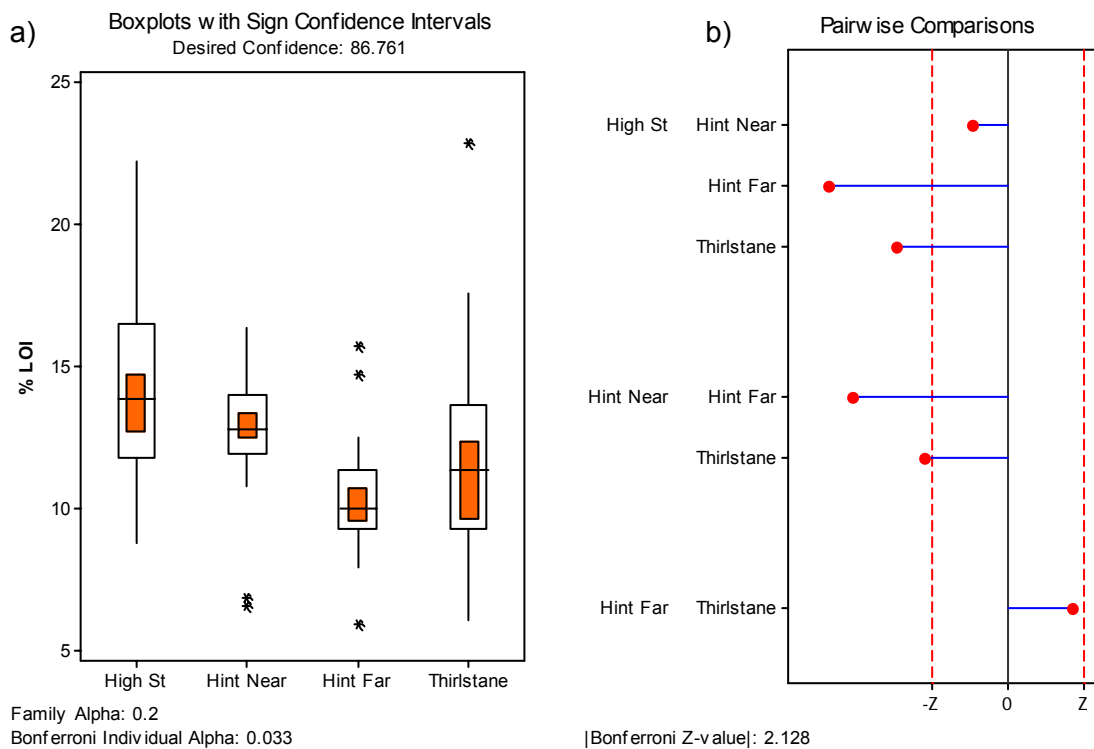 a)
Boxplots with Sign Confidence Intervals
Desired Confidence: 86.761
25
20
15
10
5
% LOI
High St Hint Near Hint Far Thirlstane
Family Alpha: 0.2
Bonferroni Individual Alpha: 0.033
b)
Pairwise Comparisons
High St Hint Near
Hint Far
Thirlstane
Hint Near Hint Far
Thirlstane
Hint Far Thirlstane
-Z 0 Z
|Bonferroni Z-value|: 2.128